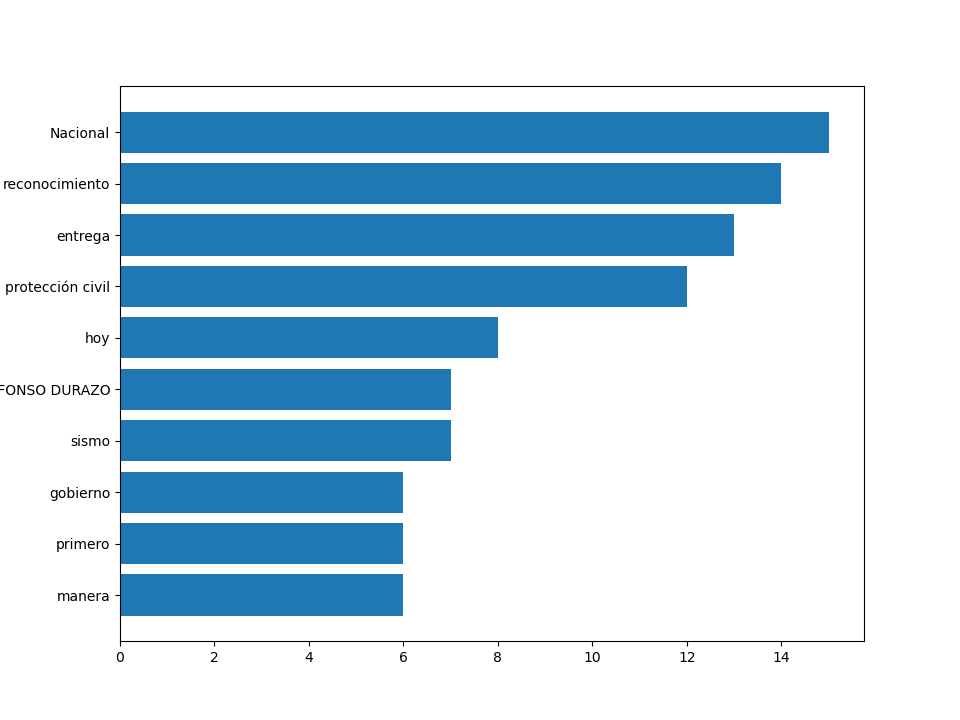 Nacional
reconocimiento
entrega
protección civil
hoy
FONSO DURAZO
sismo
gobierno
primero
manera
0 2 4 6 8 10 12 14